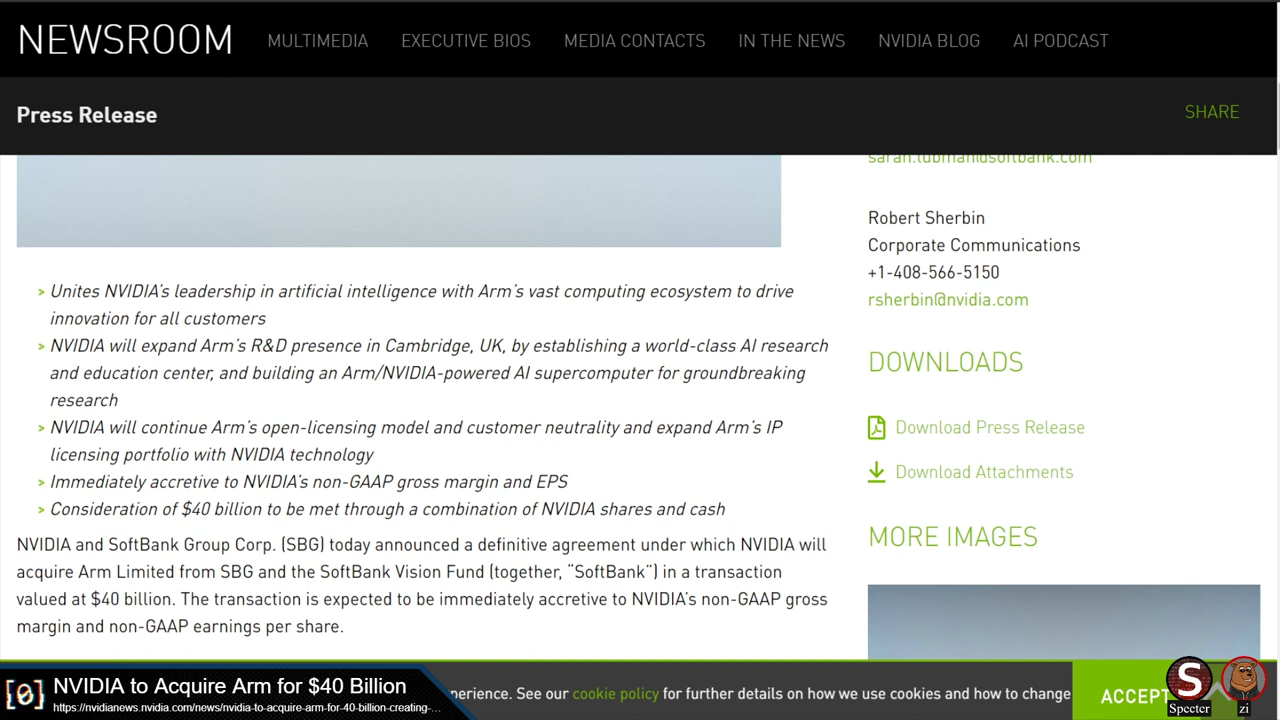 NEWSROOM MULTIMEDIA EXECUTIVE BIOS MEDIA CONTACTS IN THE NEWS NVIDIA BLOG AI PODCAST
Press Release
SHARE
sarah.lubman@softbank.com
Robert Sherbin
Corporate Communications
+1-408-566-5150
rsherbin@nvidia.com
> Unites NVIDIA's leadership in artificial intelligence with Arm's vast computing ecosystem to drive
innovation for all customers
> NVIDIA will expand Arm's R&D presence in Cambridge, UK, by establishing a world-class AI research
and education center, and building an Arm/NVIDIA-powered AI supercomputer for groundbreaking
research
> NVIDIA will continue Arm's open-licensing model and customer neutrality and expand Arm's IP
licensing portfolio with NVIDIA technology
> Immediately accretive to NVIDIA's non-GAAP gross margin and EPS
> Consideration of $40 billion to be met through a combination of NVIDIA shares and cash
NVIDIA and SoftBank Group Corp. (SBG) today announced a definitive agreement under which NVIDIA will
acquire Arm Limited from SBG and the SoftBank Vision Fund (together, “SoftBank”) in a transaction
valued at $40 billion. The transaction is expected to be immediately accretive to NVIDIA's non-GAAP gross
margin and non-GAAP earnings per share.
DOWNLOADS
Download Press Release
Download Attachments
MORE IMAGES
[0] NVIDIA to Acquire Arm for $40 Billion
https://nvidianews.nvidia.com/news/nvidia-to-acquire-arm-for-40-billion-creating-...
perience. See our cookie policy for further details on how we use cookies and how to change
ACCEPT
S
Specter
zi